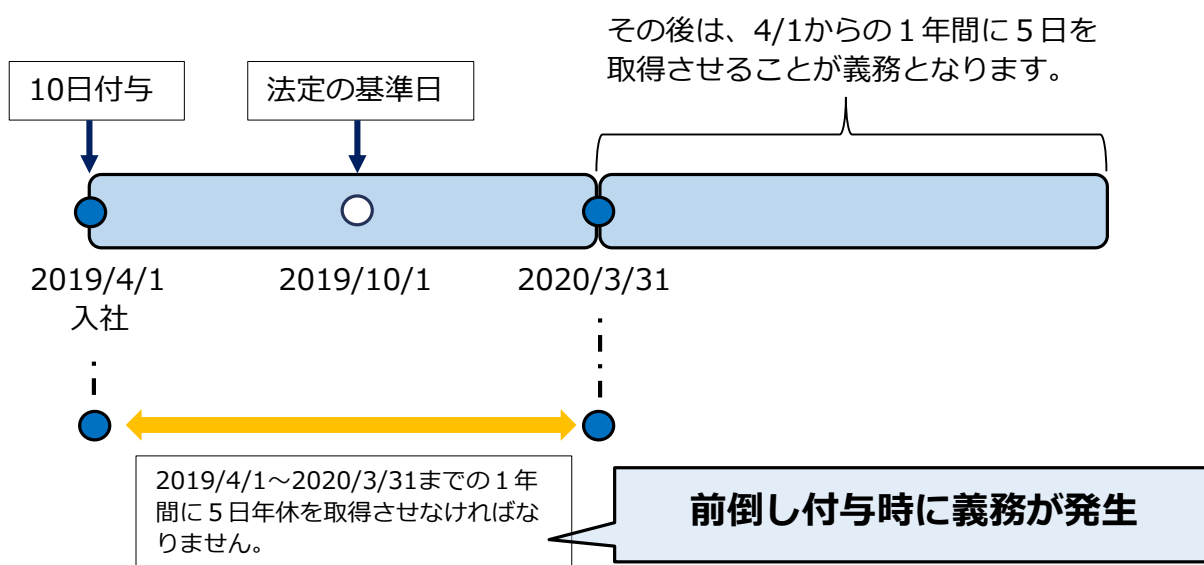 その後は、4/1からの１年間に５日を
取得させることが義務となります。
10日付与
法定の基準日
2019/4/1
入社
2019/10/1
2020/3/31
2019/4/1～2020/3/31までの１年
間に５日年休を取得させなければな
りません。
前倒し付与時に義務が発生